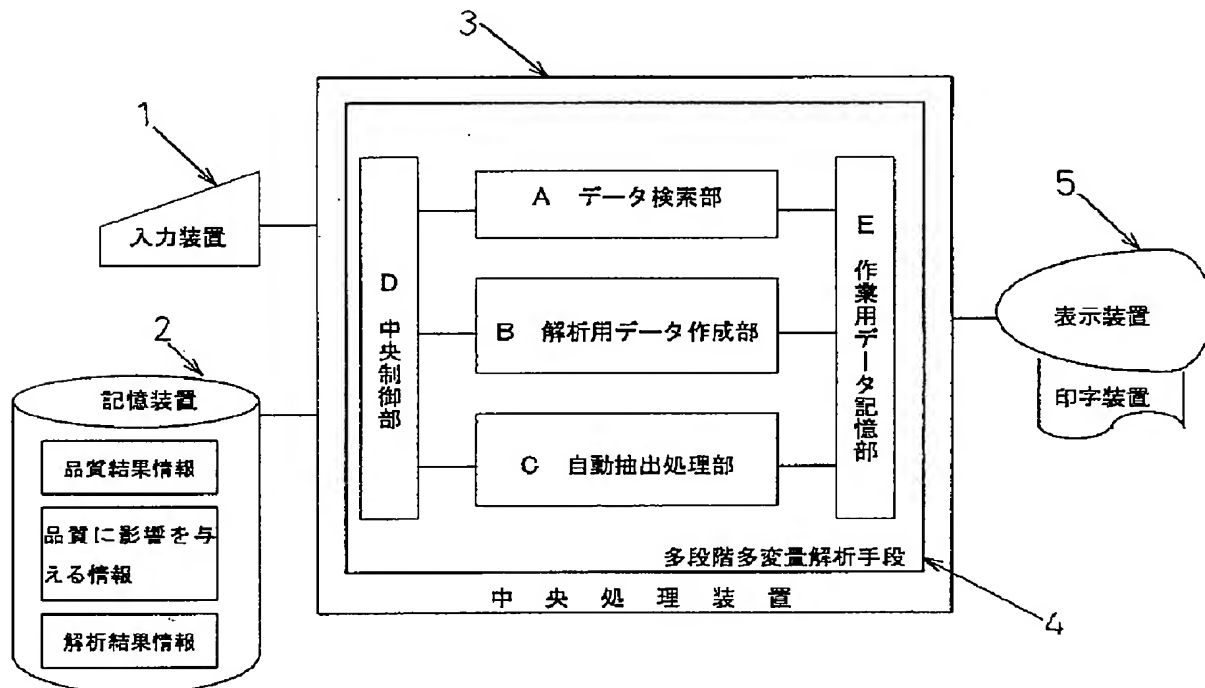 3
1
入力装置
2
記憶装置
品質結果情報
品質に影響を与
える情報
解析結果情報
D 中央制御部
A データ検索部
B 解析用データ作成部
C 自動抽出処理部
E 作業用データ記憶部
多段階多変量解析手段
中央処理装置
4
5
表示装置
印字装置